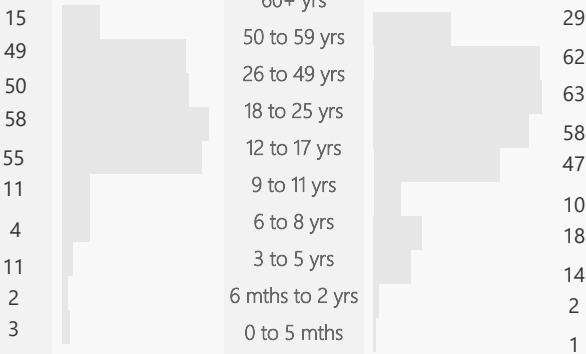 15 60+ yrs 29
49 50 to 59 yrs 62
50 26 to 49 yrs 63
58 18 to 25 yrs 58
55 12 to 17 yrs 47
11 9 to 11 yrs 10
4 6 to 8 yrs 18
11 3 to 5 yrs 14
2 6 mths to 2 yrs 2
3 0 to 5 mths 1